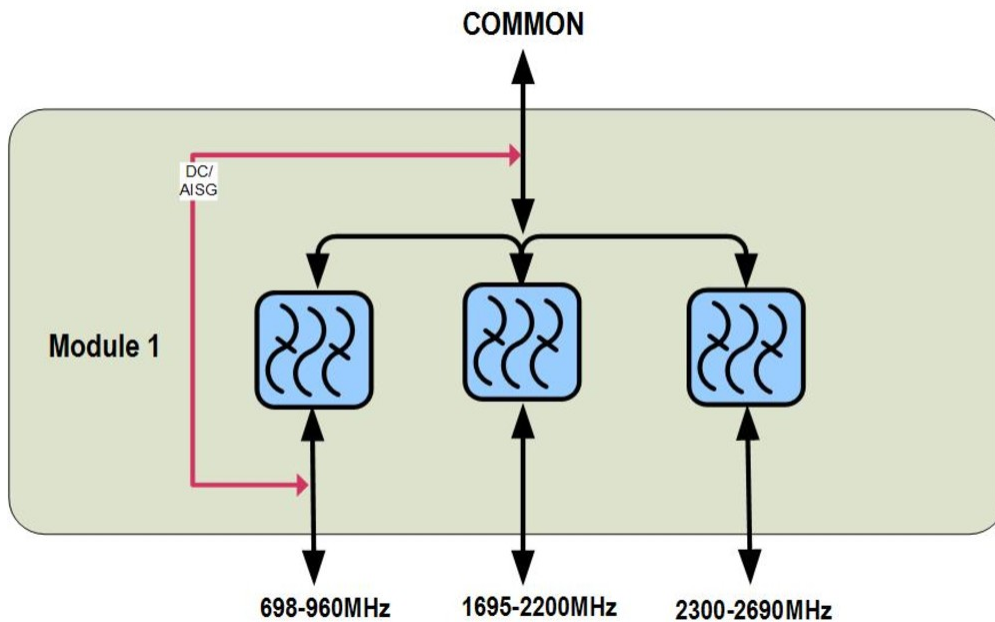 COMMON
DC/
AISG
Module 1
698-960MHz
1695-2200MHz
2300-2690MHz